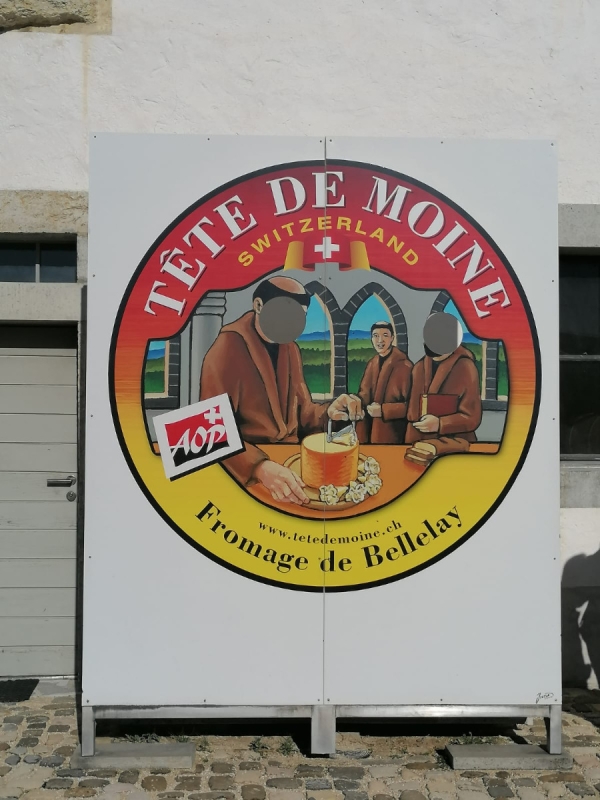 TÊTE DE MOINE
SWITZERLAND
AOP
www.tetedemoine.ch
Fromage de Bellelay